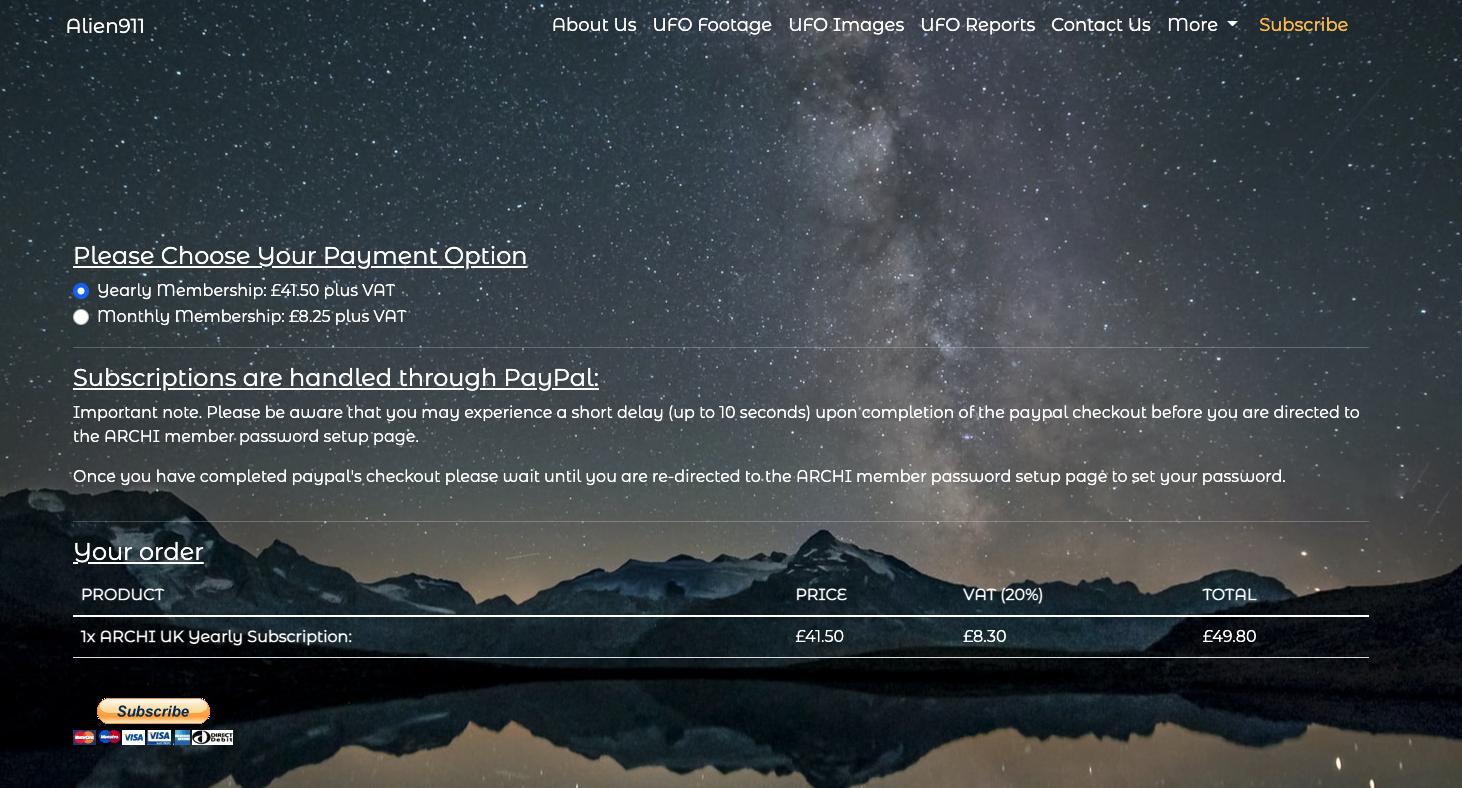 Alien911
About Us UFO Footage UFO Images UFO Reports Contact Us More Subscribe
Please Choose Your Payment Option
Yearly Membership: £41.50 plus VAT
Monthly Membership: £8.25 plus VAT
Subscriptions are handled through PayPal:
Important note. Please be aware that you may experience a short delay (up to 10 seconds) upon completion of the paypal checkout before you are directed to
the ARCHI member password setup page.
Once you have completed paypal's checkout please wait until you are re-directed to the ARCHI member password setup page to set your password.
Your order
PRODUCT PRICE VAT (20%) TOTAL
1x ARCHI UK Yearly Subscription: £41.50 £8.30 £49.80
Subscribe
MasterCard Maestro VISA VISA DIRECT Debit